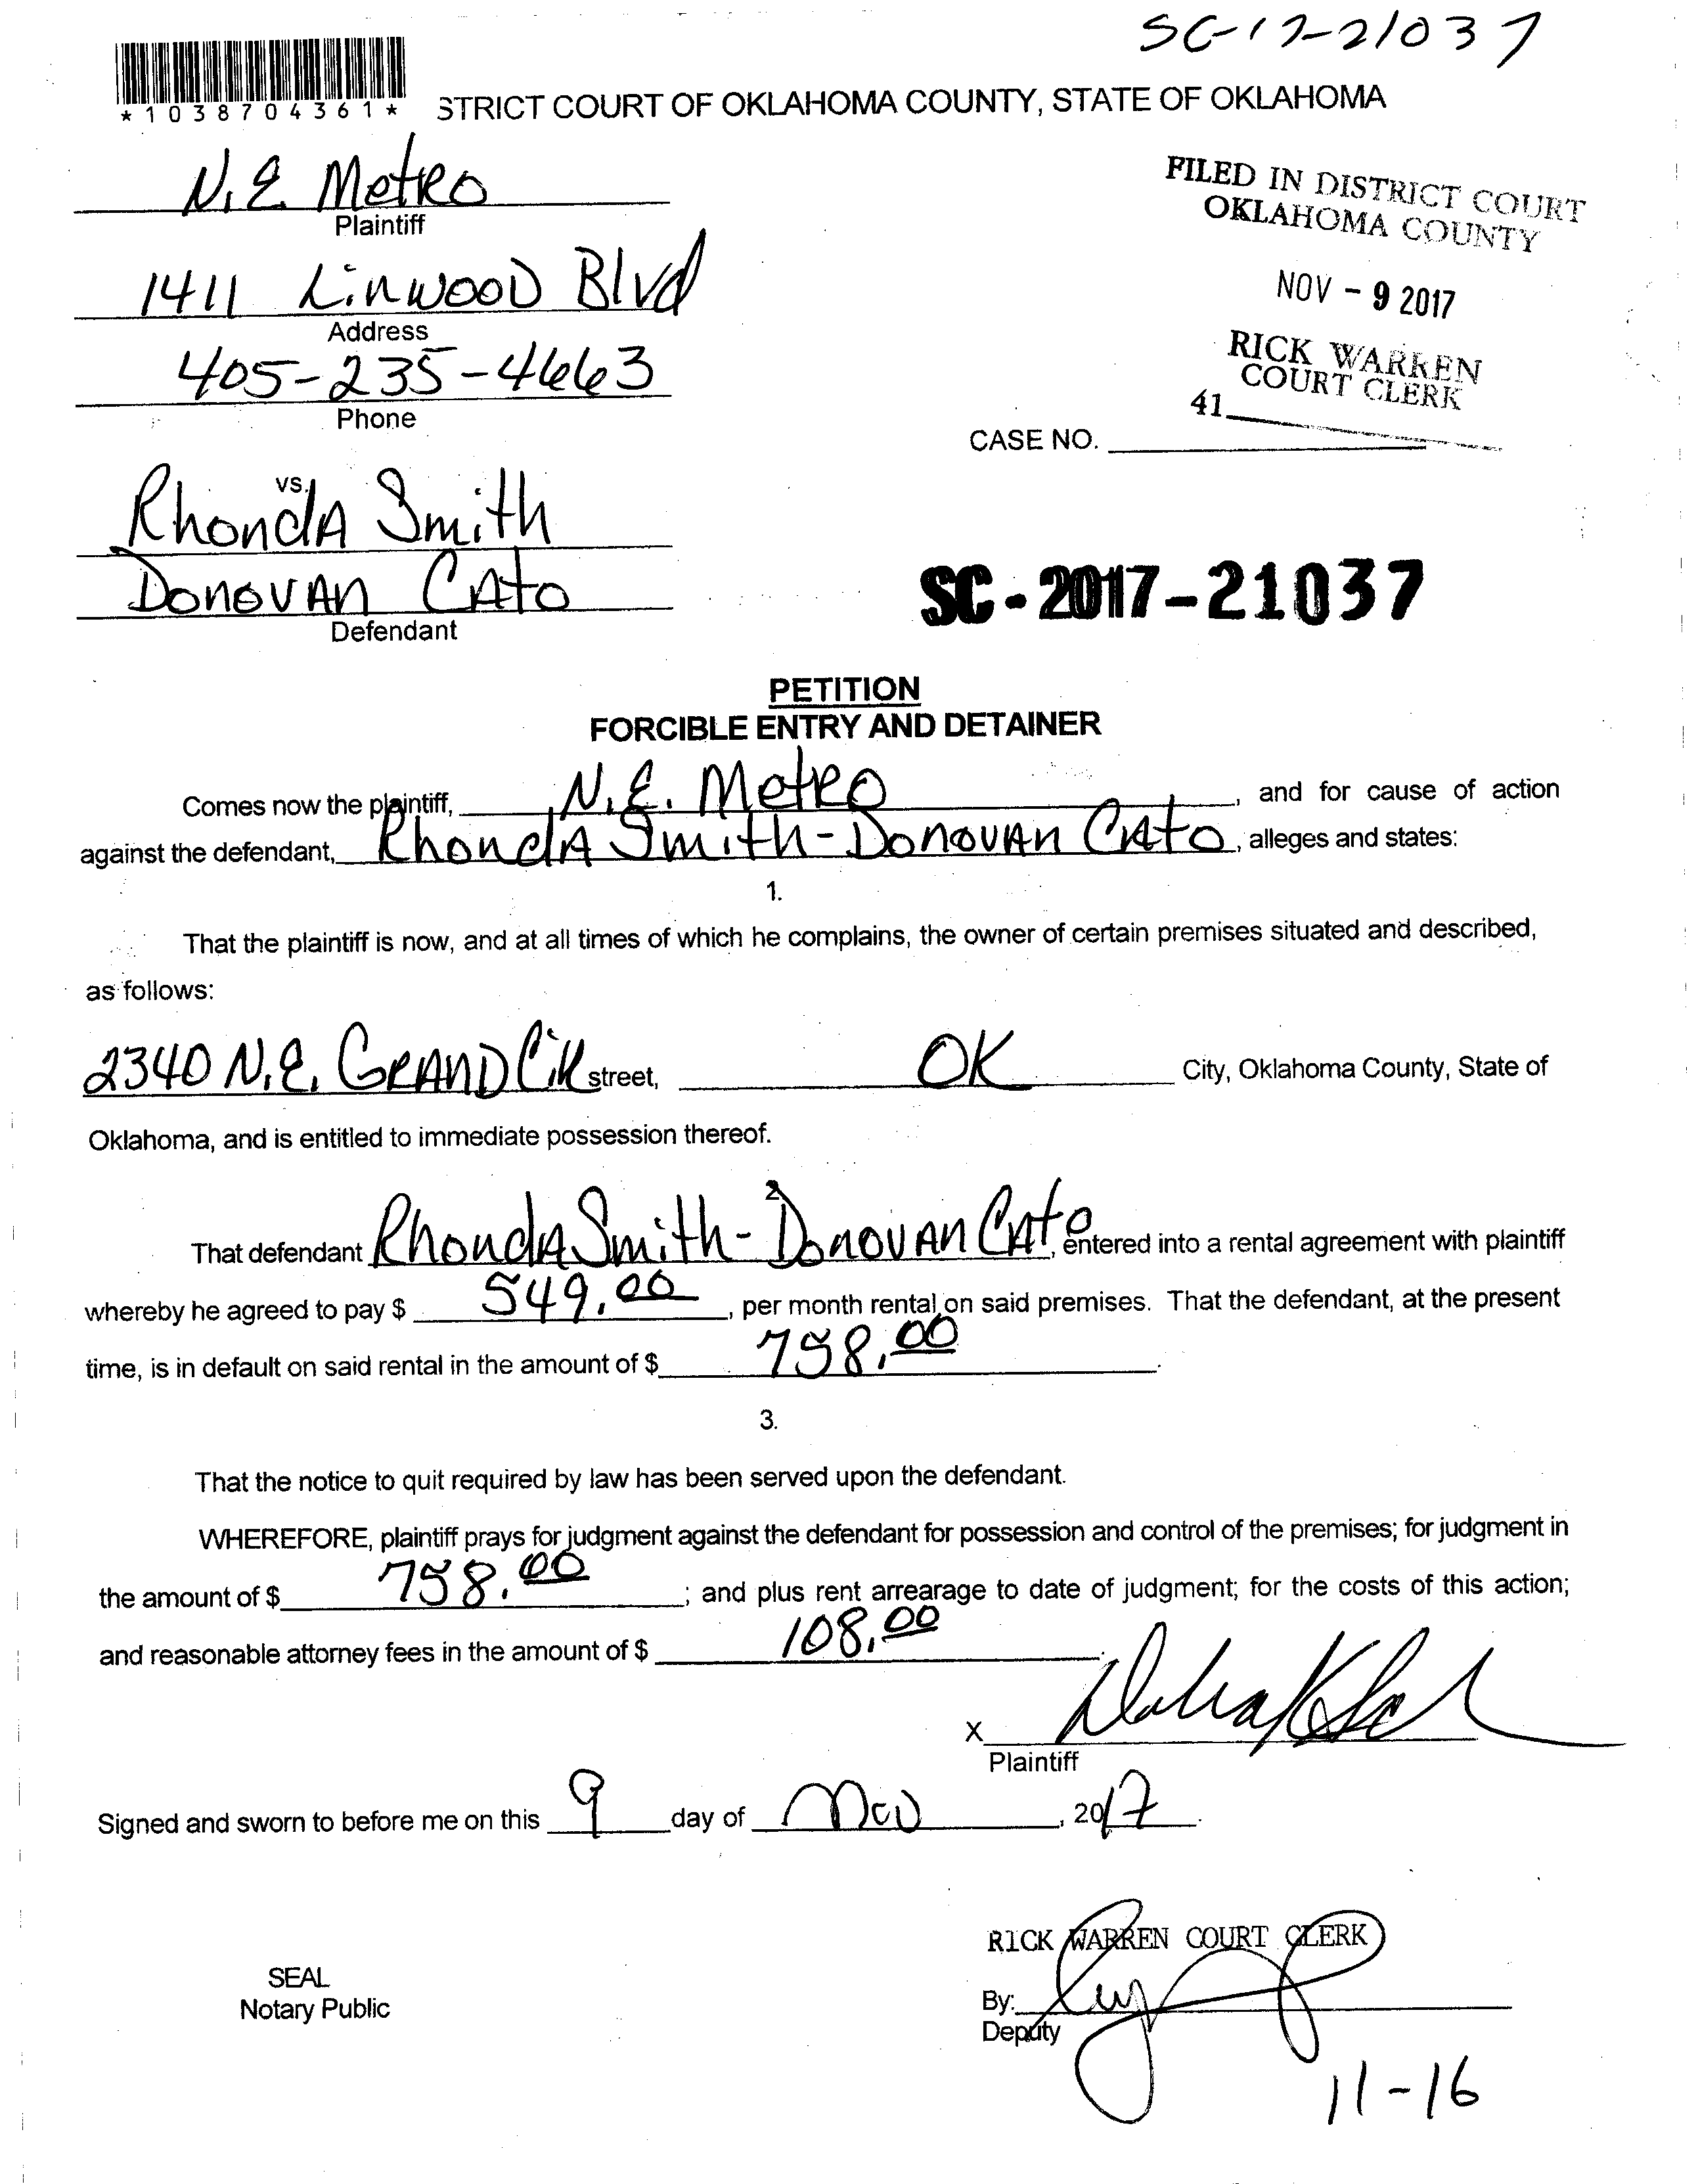 SC-17-21037
*1038704361*
STRICT COURT OF OKLAHOMA COUNTY, STATE OF OKLAHOMA
N.E. Metro
Plaintiff
1411 Linwood Blvd
Address
405-235-4663
Phone
FILED IN DISTRICT COURT
OKLAHOMA COUNTY
NOV - 9 2017
RICK WARREN
COURT CLERK
41
CASE NO.
vs.
Rhonda Smith
Donovan Cato
Defendant
SC - 2017-21037
PETITION
FORCIBLE ENTRY AND DETAINER
Comes now the plaintiff, N.E. Metro, and for cause of action
against the defendant, Rhonda Smith - Donovan Cato, alleges and states:
1.
That the plaintiff is now, and at all times of which he complains, the owner of certain premises situated and described,
as follows:
2340 N.E. Grand Cir street, OK City, Oklahoma County, State of
Oklahoma, and is entitled to immediate possession thereof.
2
That defendant Rhonda Smith - Donovan Cato, entered into a rental agreement with plaintiff
whereby he agreed to pay $ 549.00, per month rental on said premises. That the defendant, at the present
time, is in default on said rental in the amount of $ 758.00.
3.
That the notice to quit required by law has been served upon the defendant.
WHEREFORE, plaintiff prays for judgment against the defendant for possession and control of the premises; for judgment in
the amount of $ 758.00; and plus rent arrearage to date of judgment; for the costs of this action;
and reasonable attorney fees in the amount of $ 108.00.
X
Plaintiff
Signed and sworn to before me on this 9 day of Nov, 2017.
RICK WARREN COURT CLERK
SEAL
Notary Public
By:
Deputy
11-16